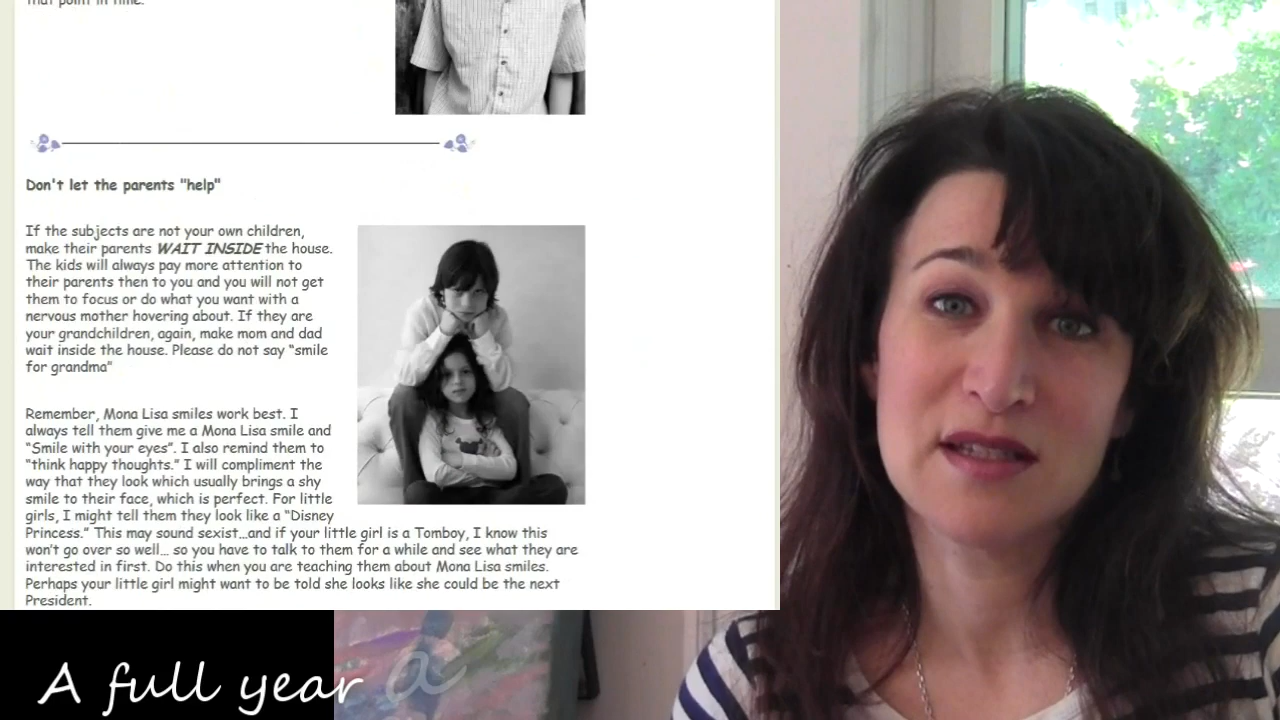 that point in time.
Don't let the parents "help"
If the subjects are not your own children,
make their parents WAIT INSIDE the house.
The kids will always pay more attention to
their parents then to you and you will not get
them to focus or do what you want with a
nervous mother hovering about. If they are
your grandchildren, again, make mom and dad
wait inside the house. Please do not say “smile
for grandma”
Remember, Mona Lisa smiles work best. I
always tell them give me a Mona Lisa smile and
“Smile with your eyes”. I also remind them to
“think happy thoughts.” I will compliment the
way that they look which usually brings a shy
smile to their face, which is perfect. For little
girls, I might tell them they look like a “Disney
Princess.” This may sound sexist…and if your little girl is a Tomboy, I know this
won’t go over so well… so you have to talk to them for a while and see what they are
interested in first. Do this when you are teaching them about Mona Lisa smiles.
Perhaps your little girl might want to be told she looks like she could be the next
President.
A full year a